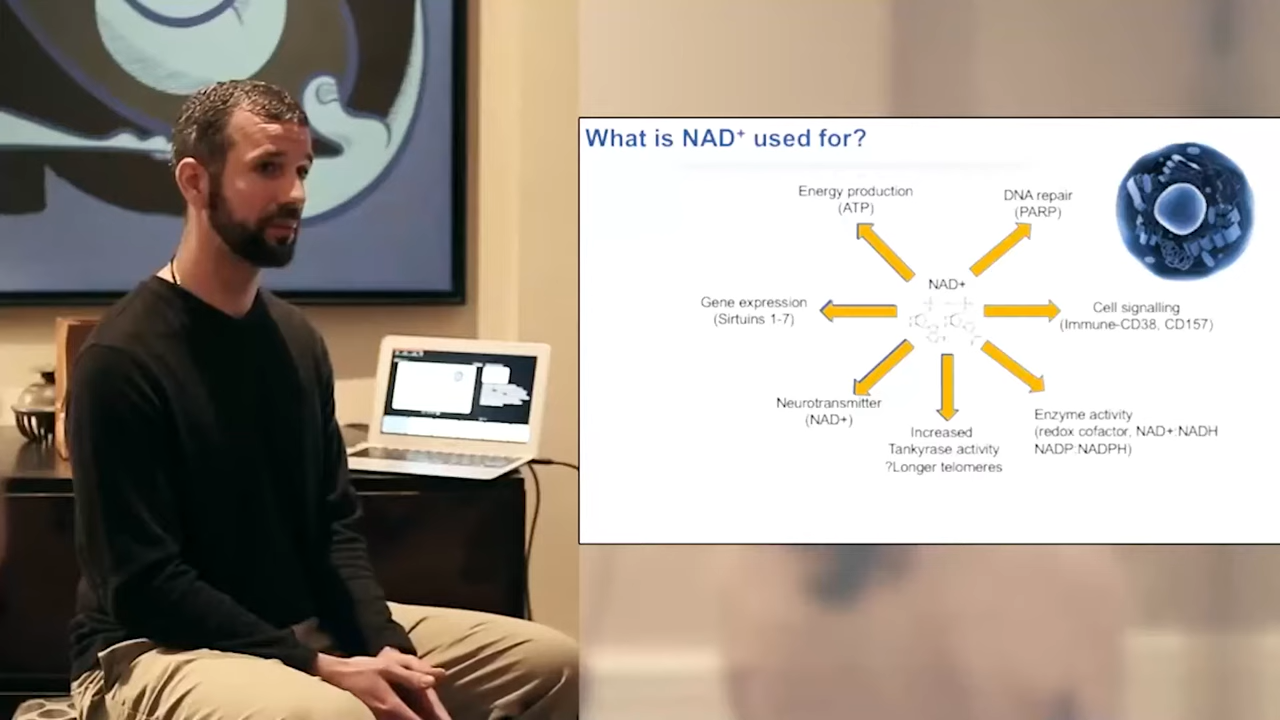 What is NAD⁺ used for?
Energy production
(ATP)
DNA repair
(PARP)
NAD+
Gene expression
(Sirtuins 1-7)
Cell signalling
(Immune-CD38, CD157)
Neurotransmitter
(NAD+)
Increased
Tankyrase activity
?Longer telomeres
Enzyme activity
(redox cofactor, NAD+:NADH
NADP:NADPH)